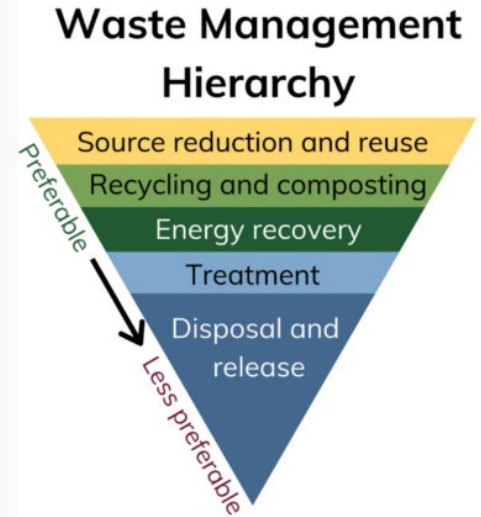 Waste Management
Hierarchy
Source reduction and reuse
Preferable
Recycling and composting
Energy recovery
Treatment
Disposal and
release
Less preferable